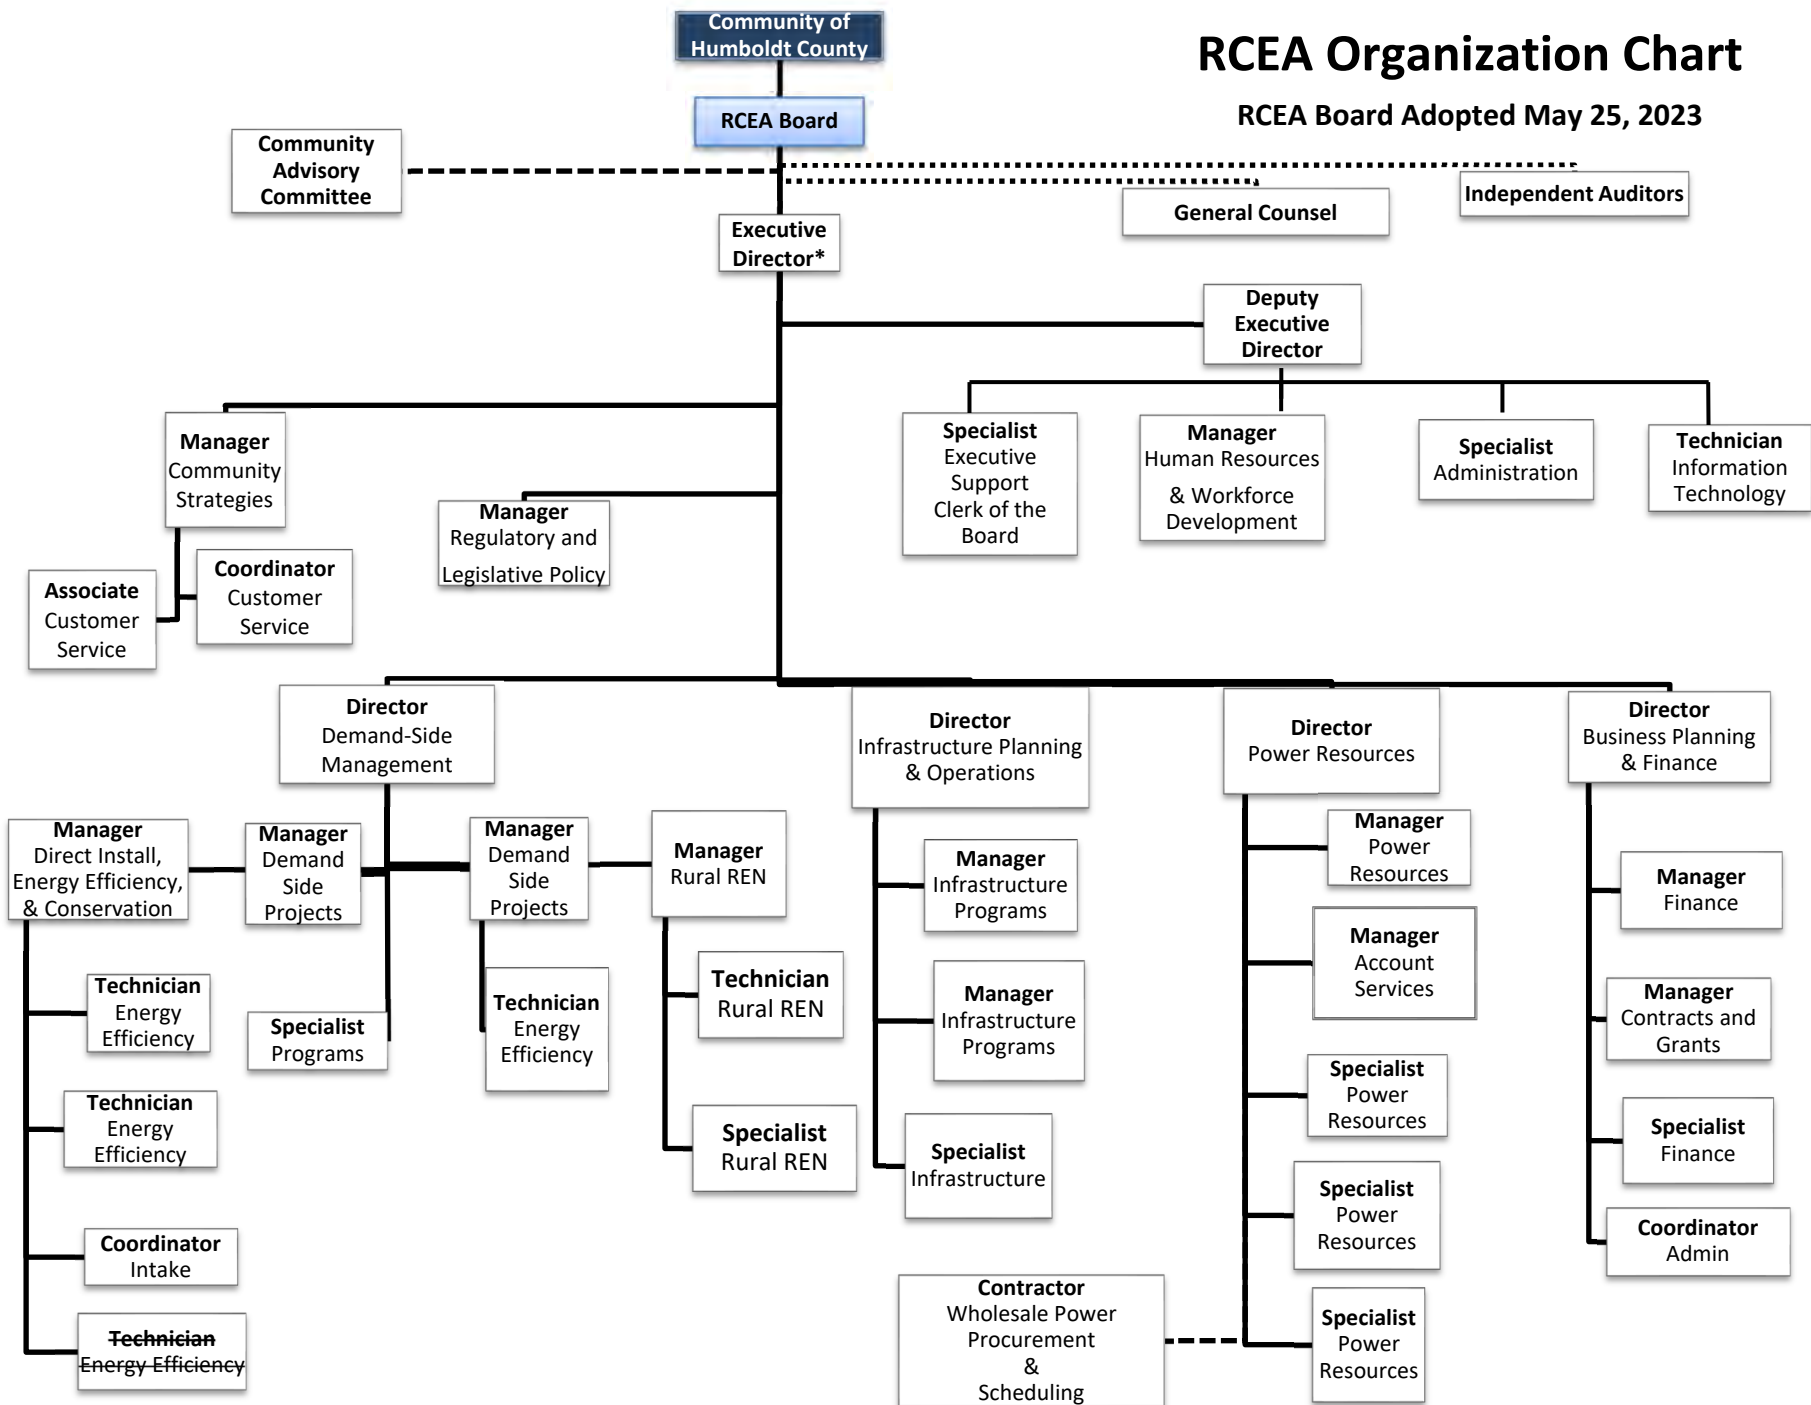 Community of
Humboldt County
RCEA Organization Chart
RCEA Board Adopted May 25, 2023
RCEA Board
Community
Advisory
Committee
Independent Auditors
General Counsel
Executive
Director*
Deputy
Executive
Director
Manager
Community
Strategies
Manager
Regulatory and
Legislative Policy
Specialist
Executive
Support
Clerk of the
Board
Manager
Human Resources
& Workforce
Development
Specialist
Administration
Technician
Information
Technology
Associate
Customer
Service
Coordinator
Customer
Service
Director
Demand-Side
Management
Director
Infrastructure Planning
& Operations
Director
Power Resources
Director
Business Planning
& Finance
Manager
Direct Install,
Energy Efficiency,
& Conservation
Manager
Demand
Side
Projects
Manager
Demand
Side
Projects
Manager
Rural REN
Technician
Energy
Efficiency
Technician
Energy
Efficiency
Coordinator
Intake
Technician
Energy Efficiency
Specialist
Programs
Technician
Energy
Efficiency
Technician
Rural REN
Specialist
Rural REN
Manager
Infrastructure
Programs
Manager
Infrastructure
Programs
Specialist
Infrastructure
Manager
Power
Resources
Manager
Account
Services
Specialist
Power
Resources
Specialist
Power
Resources
Specialist
Power
Resources
Contractor
Wholesale Power
Procurement
&
Scheduling
Manager
Finance
Manager
Contracts and
Grants
Specialist
Finance
Coordinator
Admin